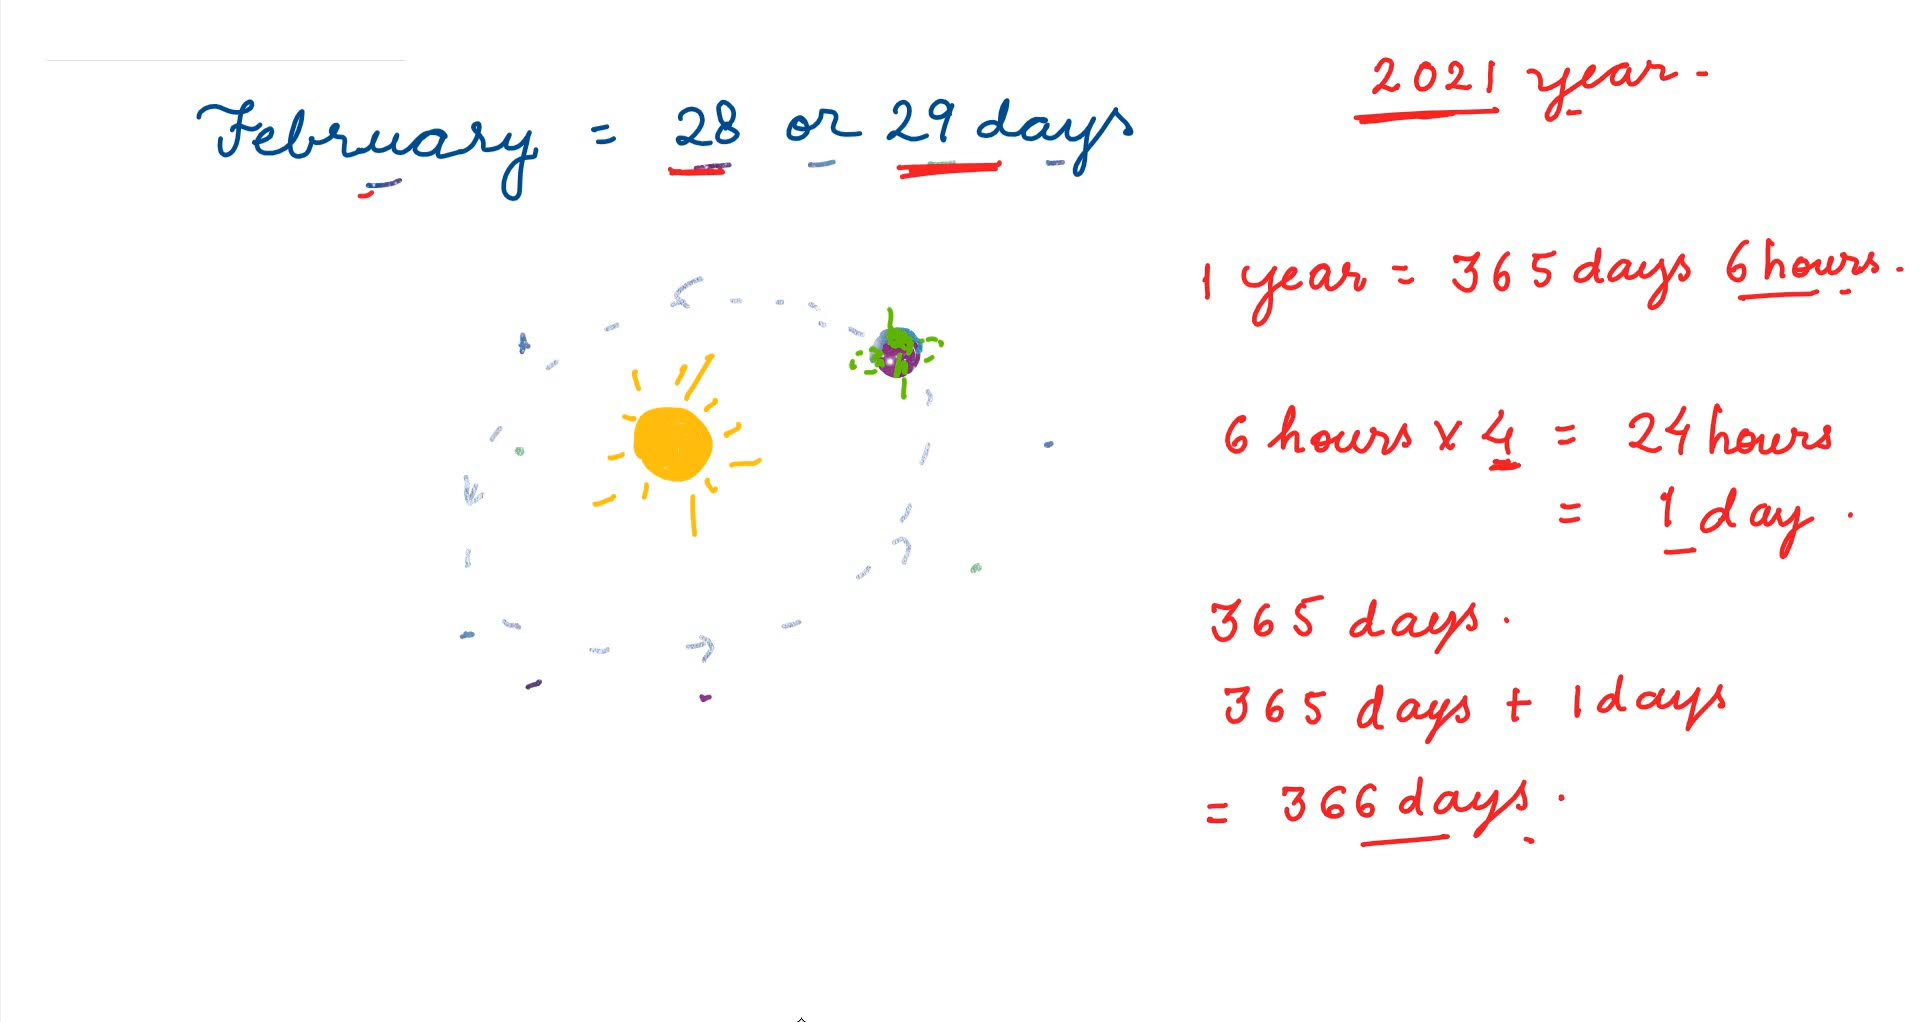 February = 28 or 29 days
2021 year -
1 year = 365 days 6 hours.
6 hours x 4 = 24 hours
= 1 day .
365 days .
365 days + 1 days
= 366 days .